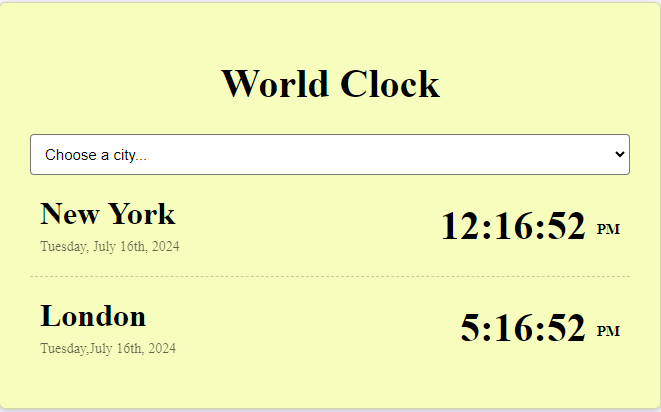 World Clock
Choose a city...
New York
12:16:52 PM
Tuesday, July 16th, 2024
London
5:16:52 PM
Tuesday,July 16th, 2024